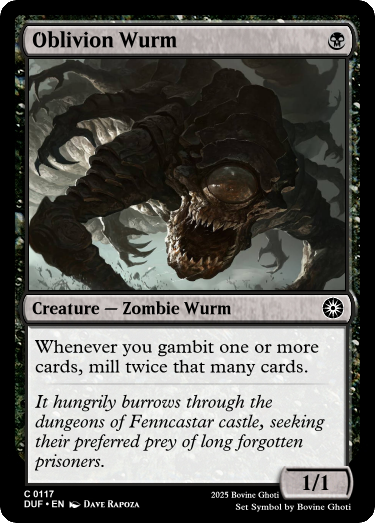 Oblivion Wurm
Creature — Zombie Wurm
Whenever you gambit one or more
cards, mill twice that many cards.
It hungrily burrows through the
dungeons of Fenncastar castle, seeking
their preferred prey of long forgotten
prisoners.
1/1
C 0117
DUF • EN Dave Rapoza
2025 Bovine Ghoti
Set Symbol by Bovine Ghoti